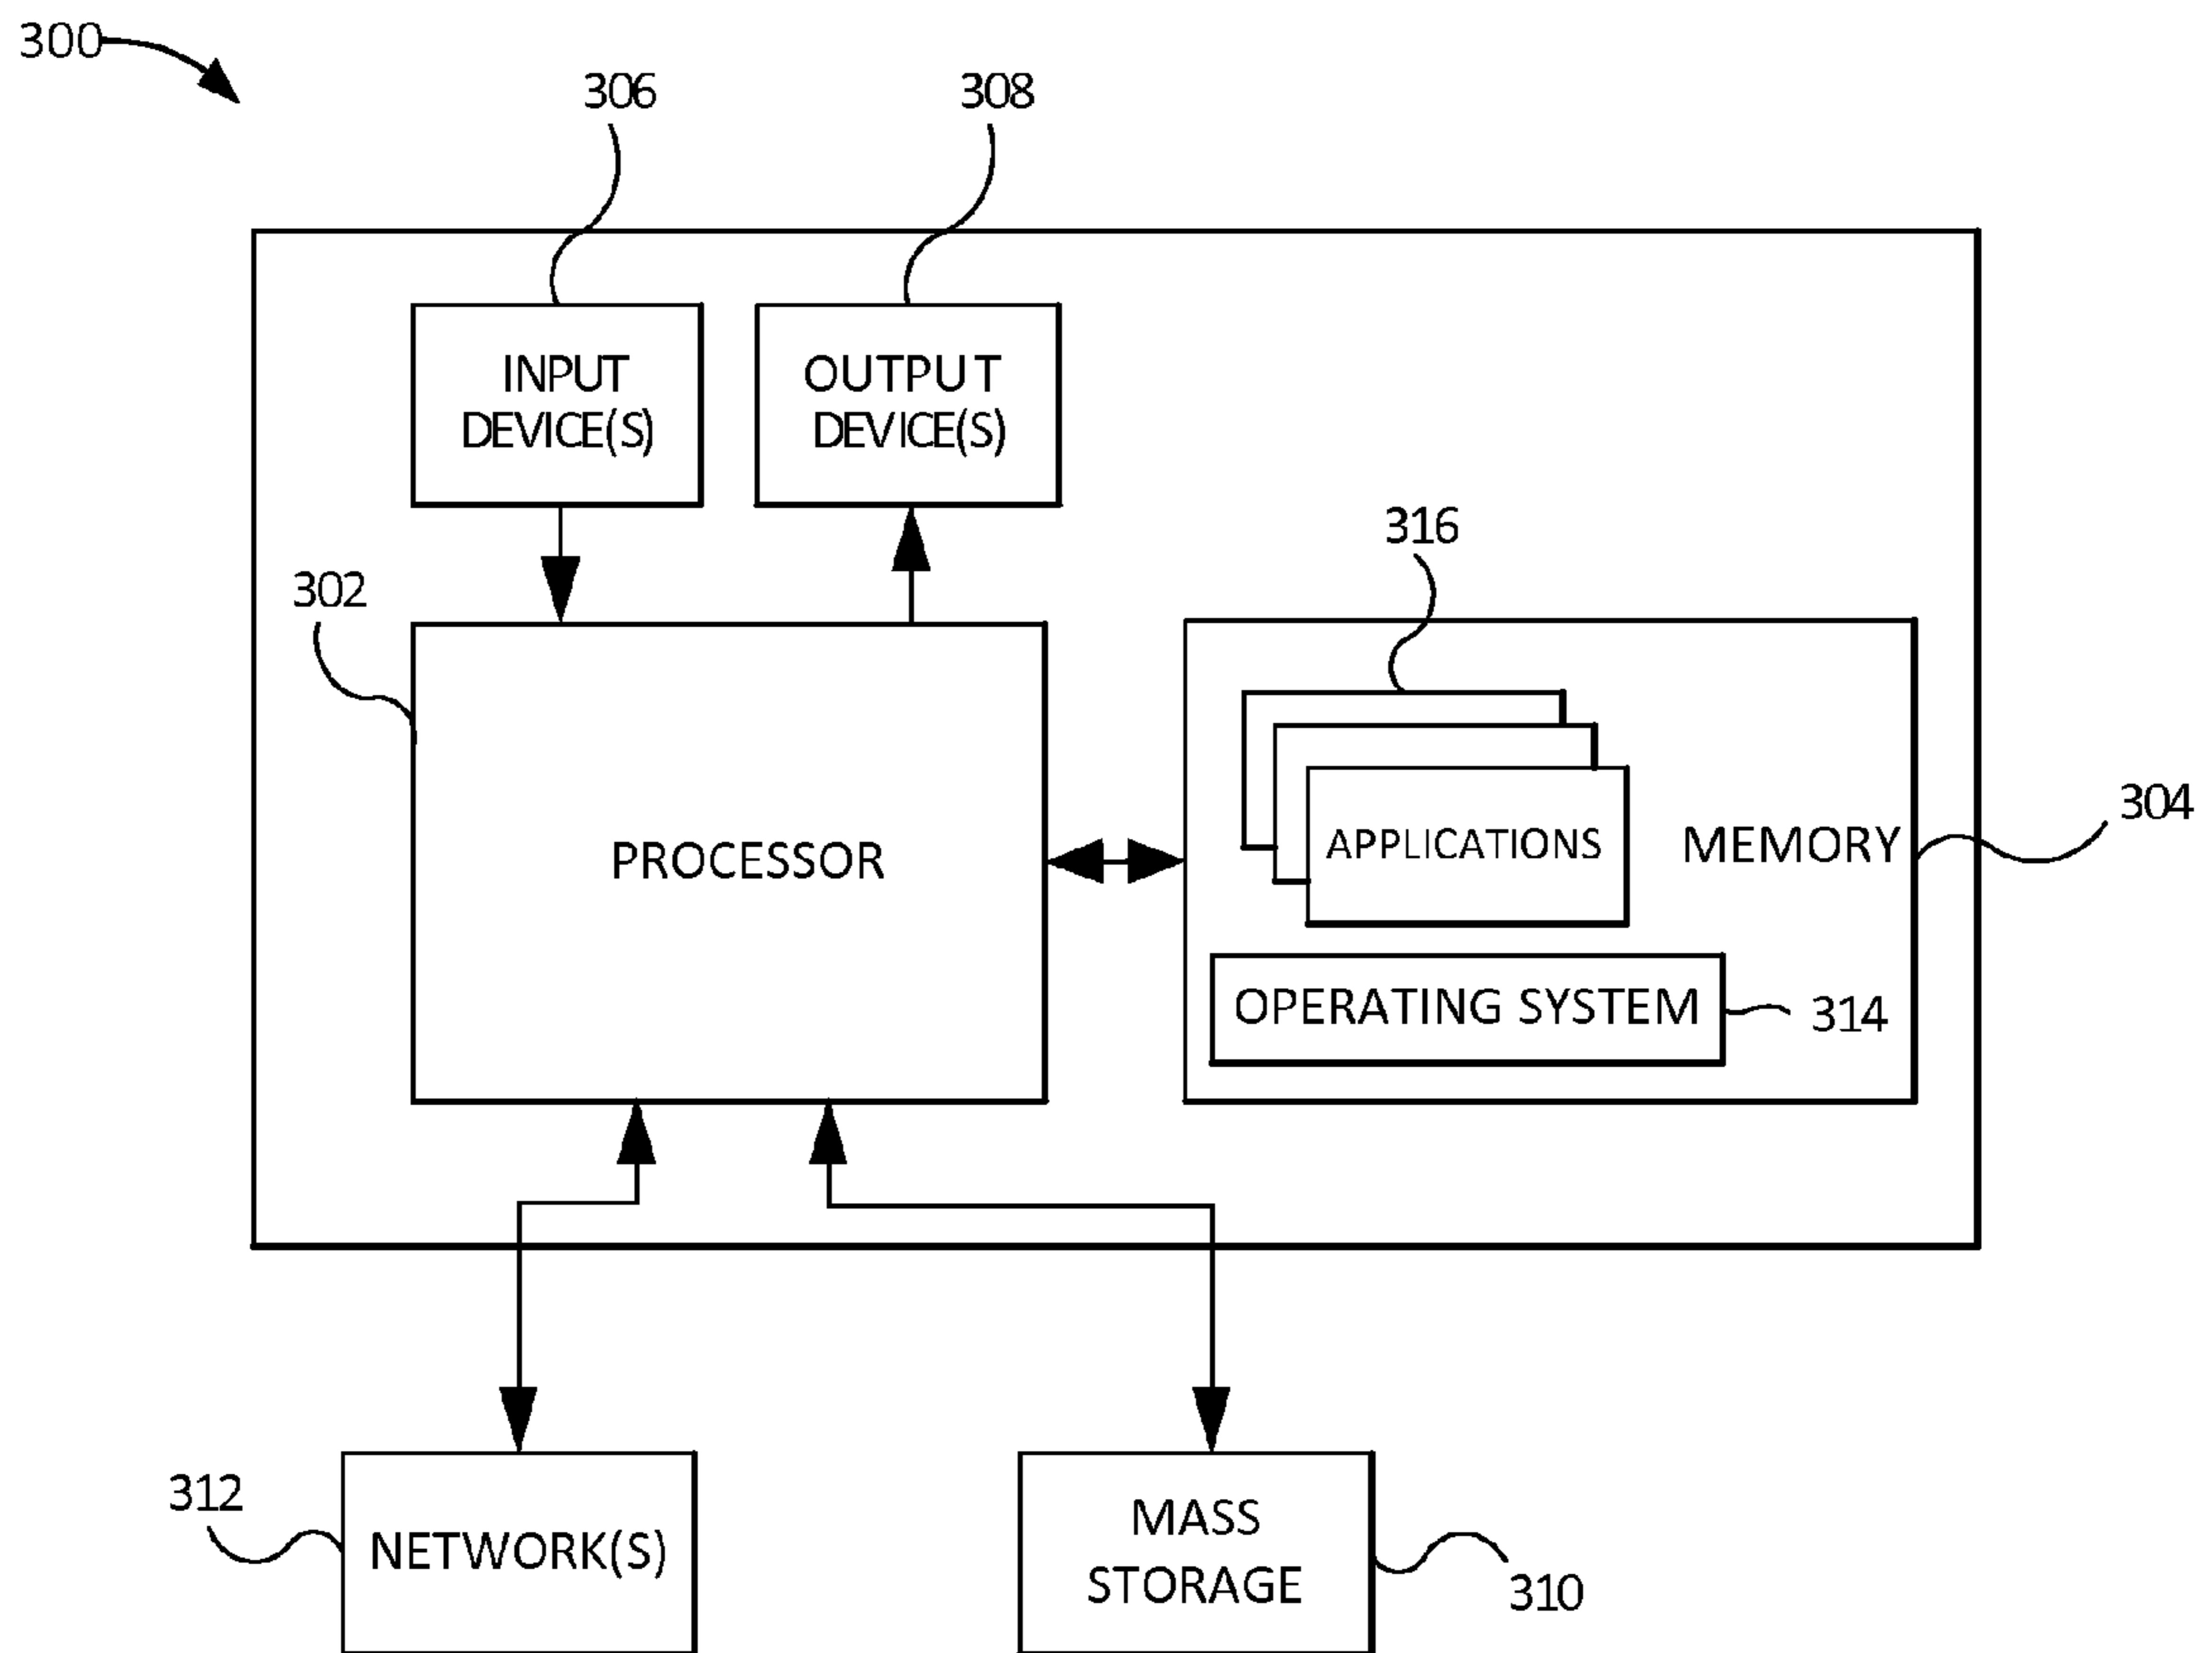 300
306
308
INPUT
DEVICE(S)
OUTPUT
DEVICE(S)
316
302
304
PROCESSOR
APPLICATIONS
MEMORY
OPERATING SYSTEM
314
312
NETWORK(S)
MASS
STORAGE
310